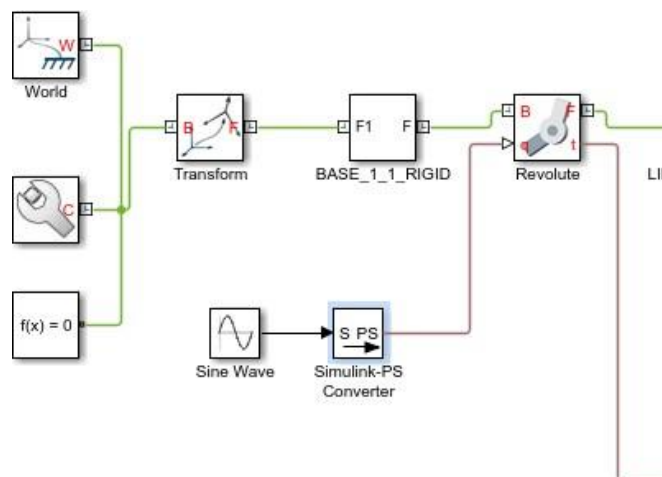 W
World
C
f(x) = 0
B F
Transform
F1 F
BASE_1_1_RIGID
B F
q t
Revolute
LI
Sine Wave
S PS
Simulink-PS
Converter